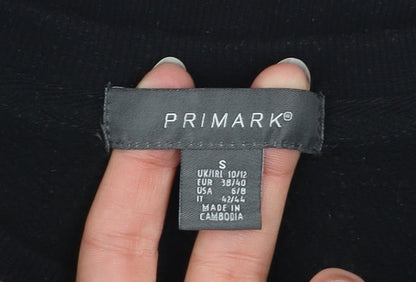 PRIMARK®
S
UK/IRL 10/12
EUR 38/40
USA 6/8
IT 42/44
MADE IN
CAMBODIA